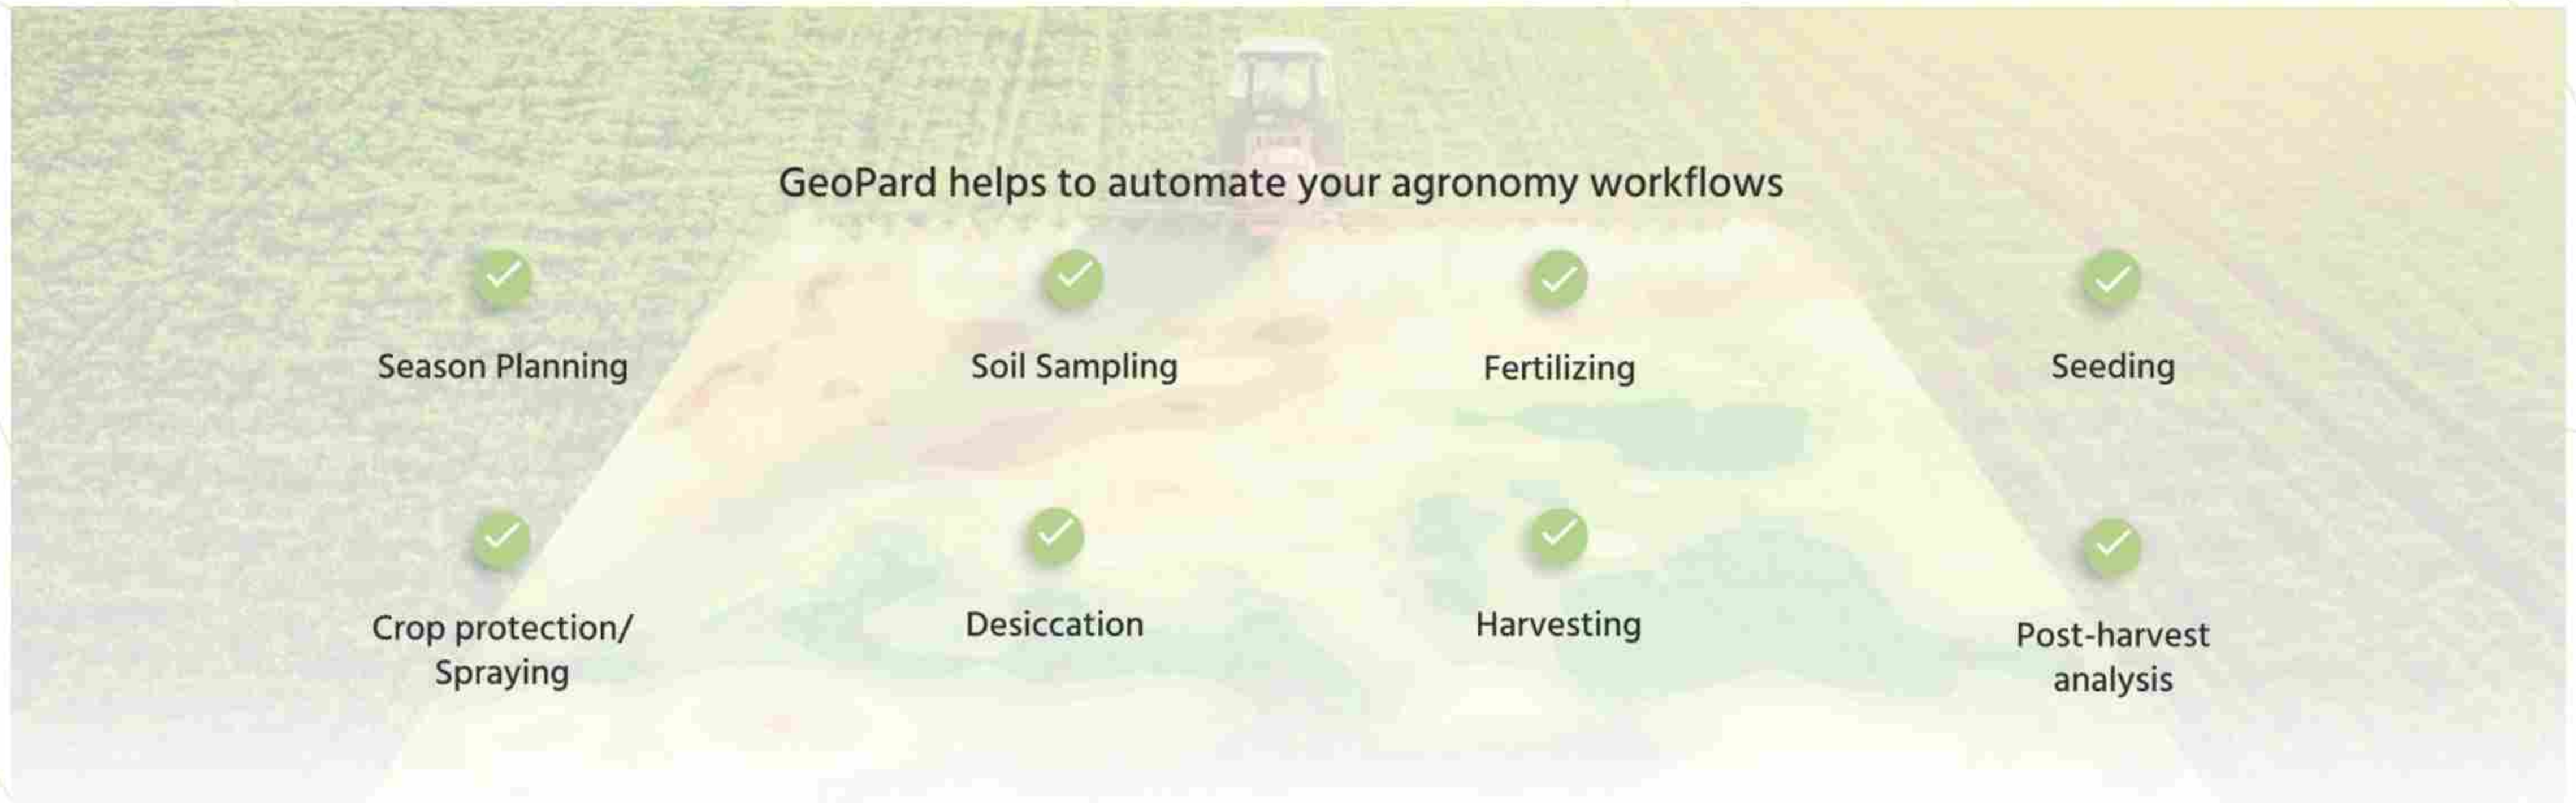 GeoPard helps to automate your agronomy workflows
Season Planning
Soil Sampling
Fertilizing
Seeding
Crop protection/
Spraying
Desiccation
Harvesting
Post-harvest
analysis